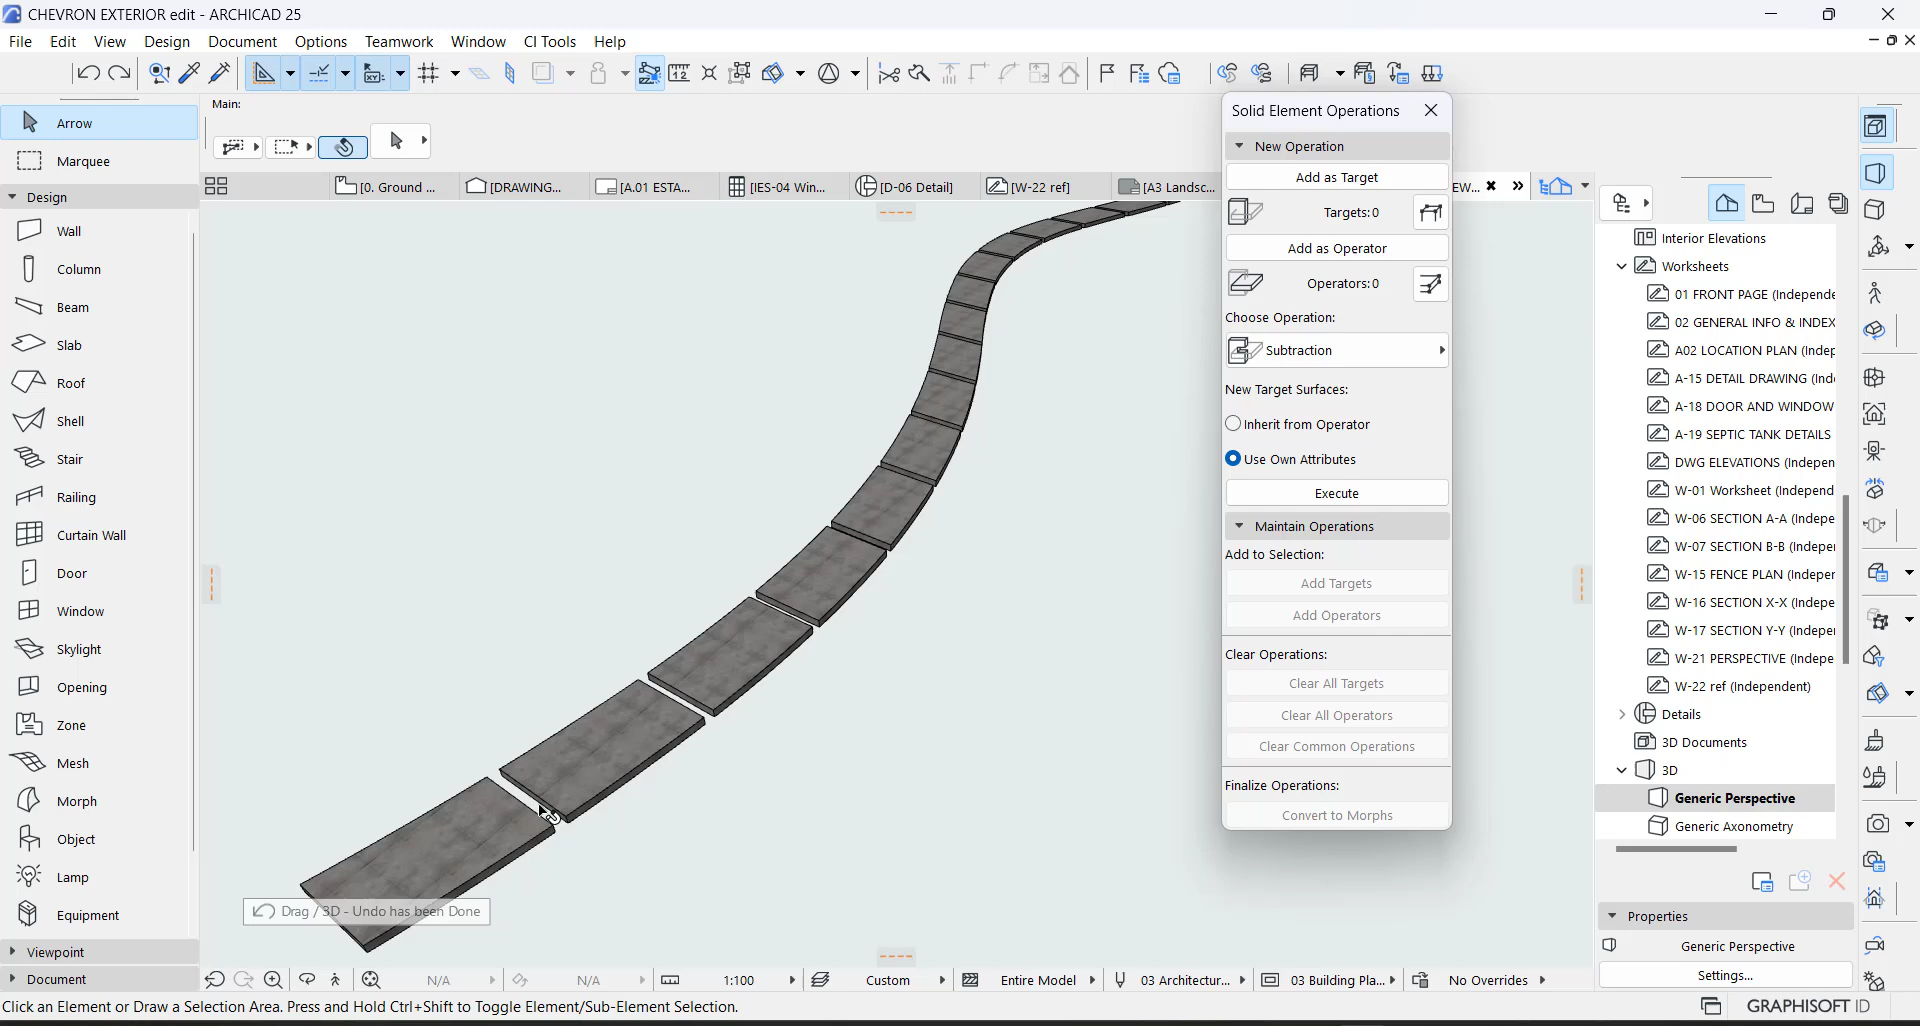 CHEVRON EXTERIOR edit - ARCHICAD 25
File Edit View Design Document Options Teamwork Window CI Tools Help
Main:
[0. Ground ...
[DRAWING...
[A.01 ESTA...
[IES-04 Win...
[D-06 Detail]
[W-22 ref]
[A3 Landsc...
EW...
Arrow
Marquee
Design
Wall
Column
Beam
Slab
Roof
Shell
Stair
Railing
Curtain Wall
Door
Window
Skylight
Opening
Zone
Mesh
Morph
Object
Lamp
Equipment
Viewpoint
Document
Drag / 3D - Undo has been Done
Solid Element Operations
New Operation
Add as Target
Targets:0
Add as Operator
Operators:0
Choose Operation:
Subtraction
New Target Surfaces:
Inherit from Operator
Use Own Attributes
Execute
Maintain Operations
Add to Selection:
Add Targets
Add Operators
Clear Operations:
Clear All Targets
Clear All Operators
Clear Common Operations
Finalize Operations:
Convert to Morphs
Interior Elevations
Worksheets
01 FRONT PAGE (Independe
02 GENERAL INFO & INDEX
A02 LOCATION PLAN (Indep
A-15 DETAIL DRAWING (Ind
A-18 DOOR AND WINDOW
A-19 SEPTIC TANK DETAILS
DWG ELEVATIONS (Indepen
W-01 Worksheet (Independ
W-06 SECTION A-A (Indepe
W-07 SECTION B-B (Indeper
W-15 FENCE PLAN (Indeper
W-16 SECTION X-X (Indepe
W-17 SECTION Y-Y (Indeper
W-21 PERSPECTIVE (Indepe
W-22 ref (Independent)
Details
3D Documents
3D
Generic Perspective
Generic Axonometry
Properties
Generic Perspective
Settings...
N/A
N/A
1:100
Custom
Entire Model
03 Architectur...
03 Building Pla...
No Overrides
Click an Element or Draw a Selection Area. Press and Hold Ctrl+Shift to Toggle Element/Sub-Element Selection.
GRAPHISOFT ID